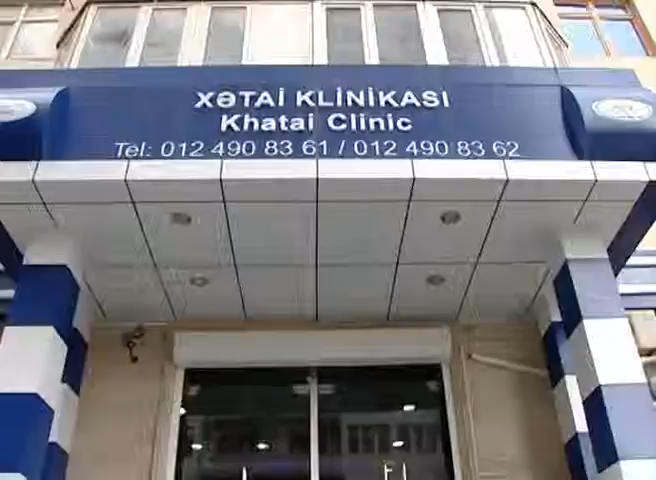 XƏTAİ KLİNİKASI
Khatai Clinic
Tel: 012 490 83 61 / 012 490 83 62